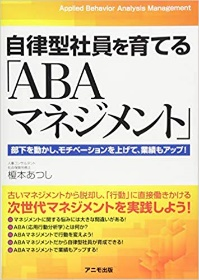 Applied Behavior Analysis Management
自律型社員を育てる
「ABA
マネジメント」
部下を動かし、モチベーションを上げて、業績もアップ!
榎本あつし
古いマネジメントから脱却し、「行動」に直接働きかける
次世代マネジメントを実践しよう!
マネジメントに関する悩みには大きな間違いがある!
ABA(応用行動分析学)とは何か?
ABAマネジメントで行動を変えよう!
ABAマネジメントだから自律型社員が育成できる!
ABAマネジメントで業績もアップする!
アニモ出版